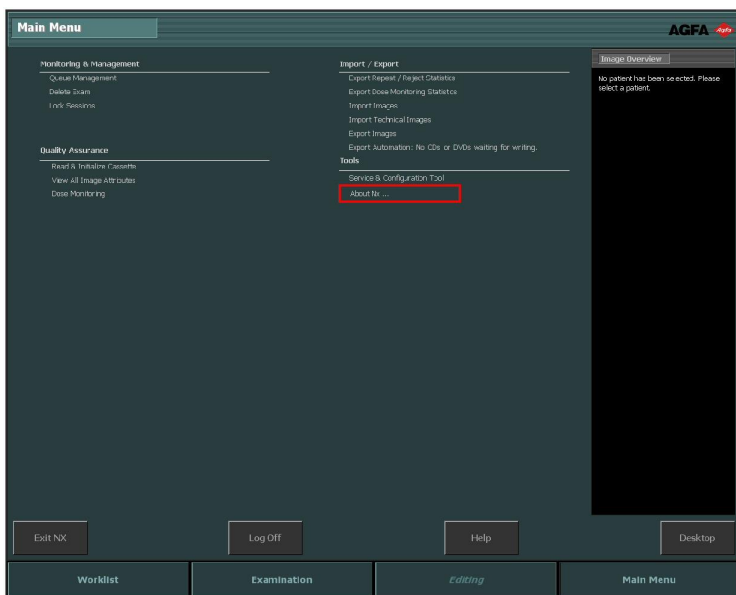 Main Menu
AGFA
Agfa
Monitoring & Management
Queue Management
Delete Exam
Lock Sessions
Quality Assurance
Read & Initialize Cassette
View All Image Attributes
Dose Monitoring
Import / Export
Export Repeat / Reject Statistics
Export Dose Monitoring Statistics
Import Images
Import Technical Images
Export Images
Export Automation: No CDs or DVDs waiting for writing.
Tools
Service & Configuration Tool
About Nx ...
Image Overview
No patient has been selected. Please
select a patient.
Exit NX
Log Off
Help
Desktop
Worklist
Examination
Editing
Main Menu